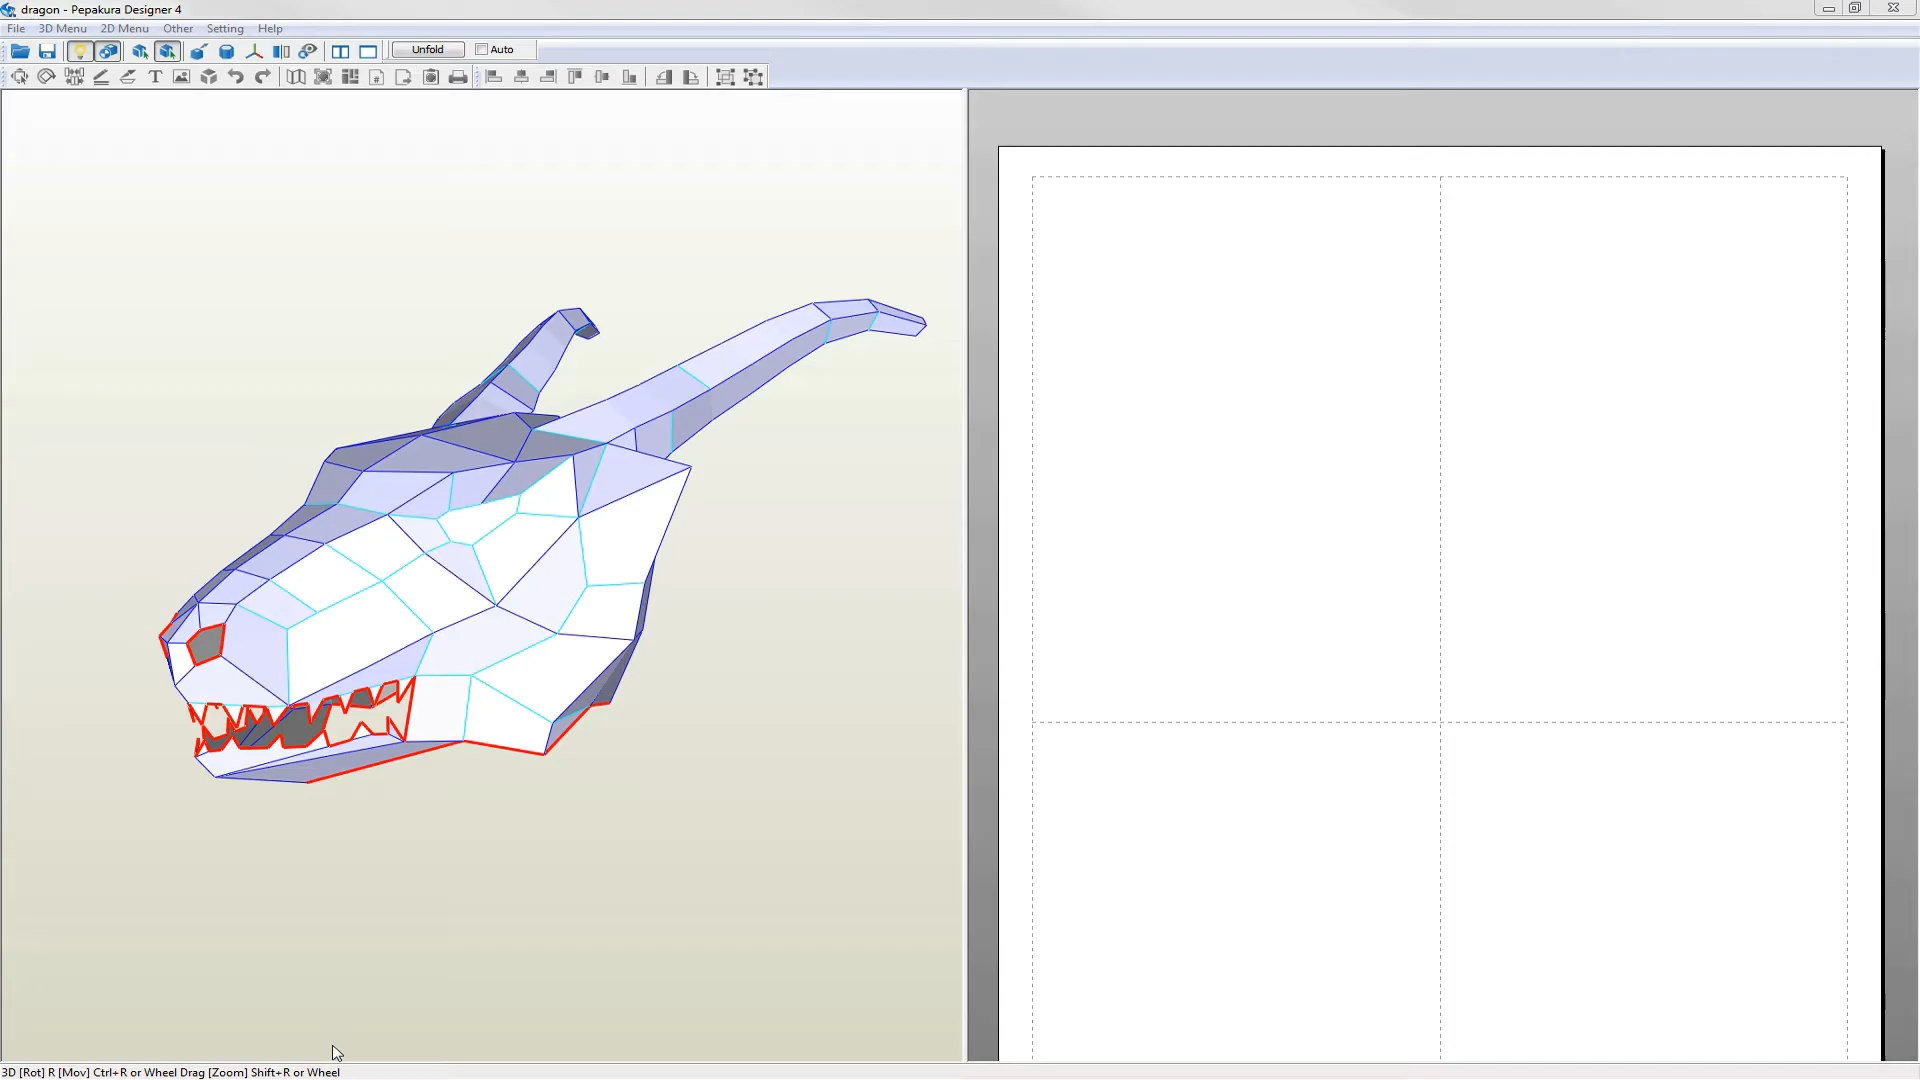 dragon - Pepakura Designer 4
File 3D Menu 2D Menu Other Setting Help
Unfold Auto
3D [Rot] R [Mov] Ctrl+R or Wheel Drag [Zoom] Shift+R or Wheel